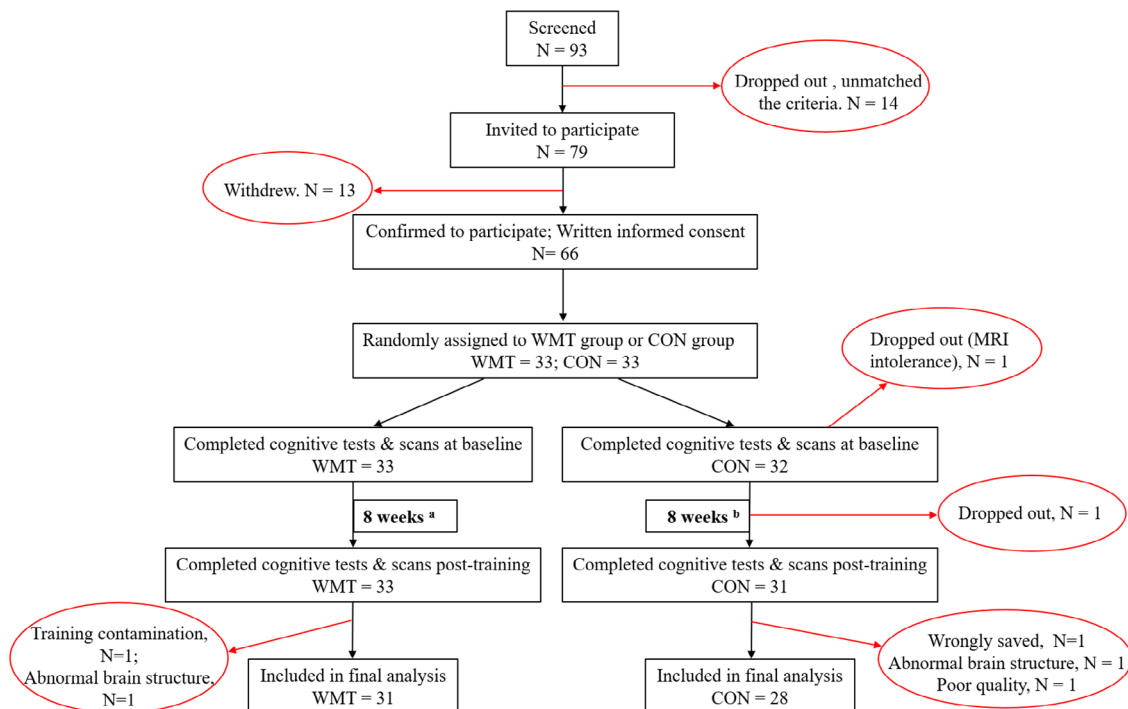 Screened
N = 93
Dropped out , unmatched
the criteria. N = 14
Invited to participate
N = 79
Withdrew. N = 13
Confirmed to participate; Written informed consent
N= 66
Randomly assigned to WMT group or CON group
WMT = 33; CON = 33
Dropped out (MRI
intolerance), N = 1
Completed cognitive tests & scans at baseline
WMT = 33
Completed cognitive tests & scans at baseline
CON = 32
8 weeks a
8 weeks b
Dropped out, N = 1
Completed cognitive tests & scans post-training
WMT = 33
Completed cognitive tests & scans post-training
CON = 31
Training contamination,
N=1;
Abnormal brain structure,
N=1
Wrongly saved, N=1
Abnormal brain structure, N = 1
Poor quality, N = 1
Included in final analysis
WMT = 31
Included in final analysis
CON = 28